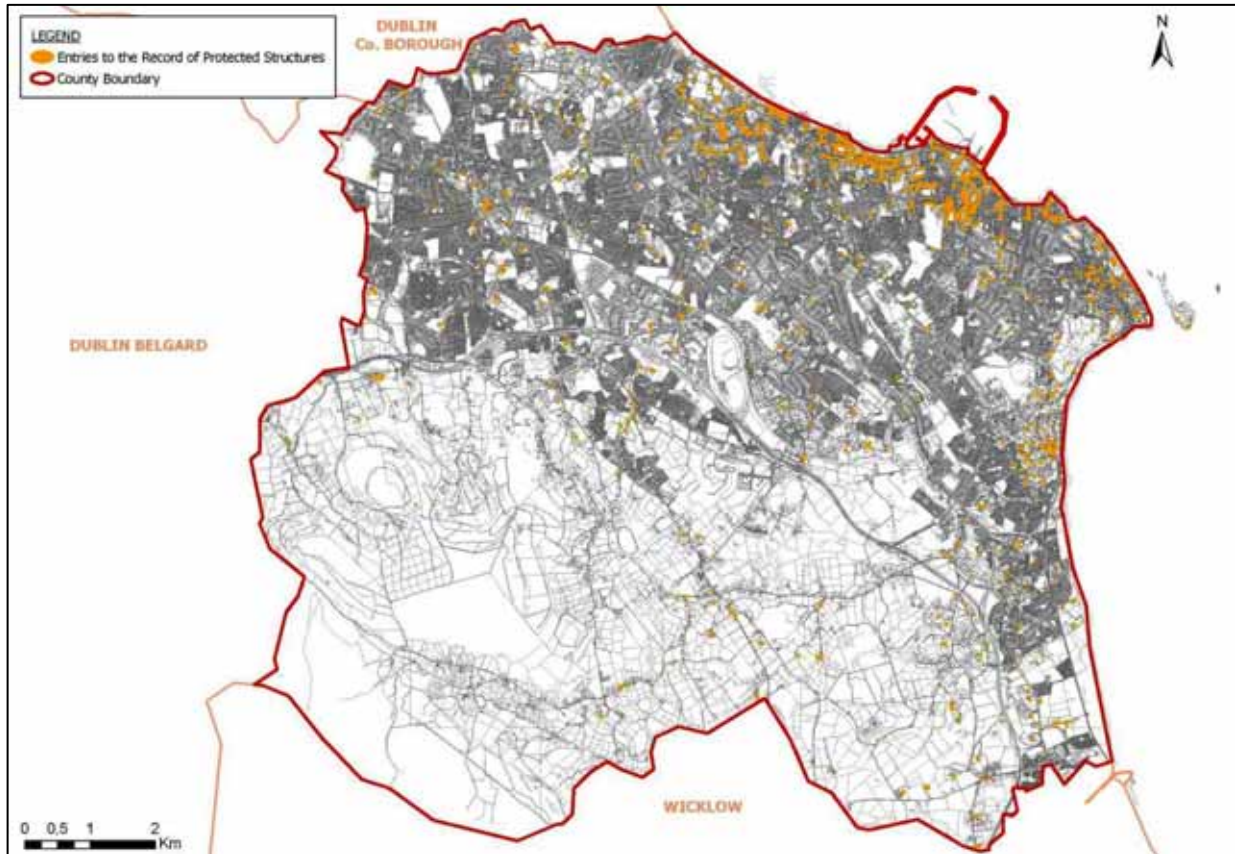 LEGEND
Entries to the Record of Protected Structures
County Boundary
DUBLIN
Co. BOROUGH
N
DUBLIN BELGARD
WICKLOW
0 0,5 1 2
Km